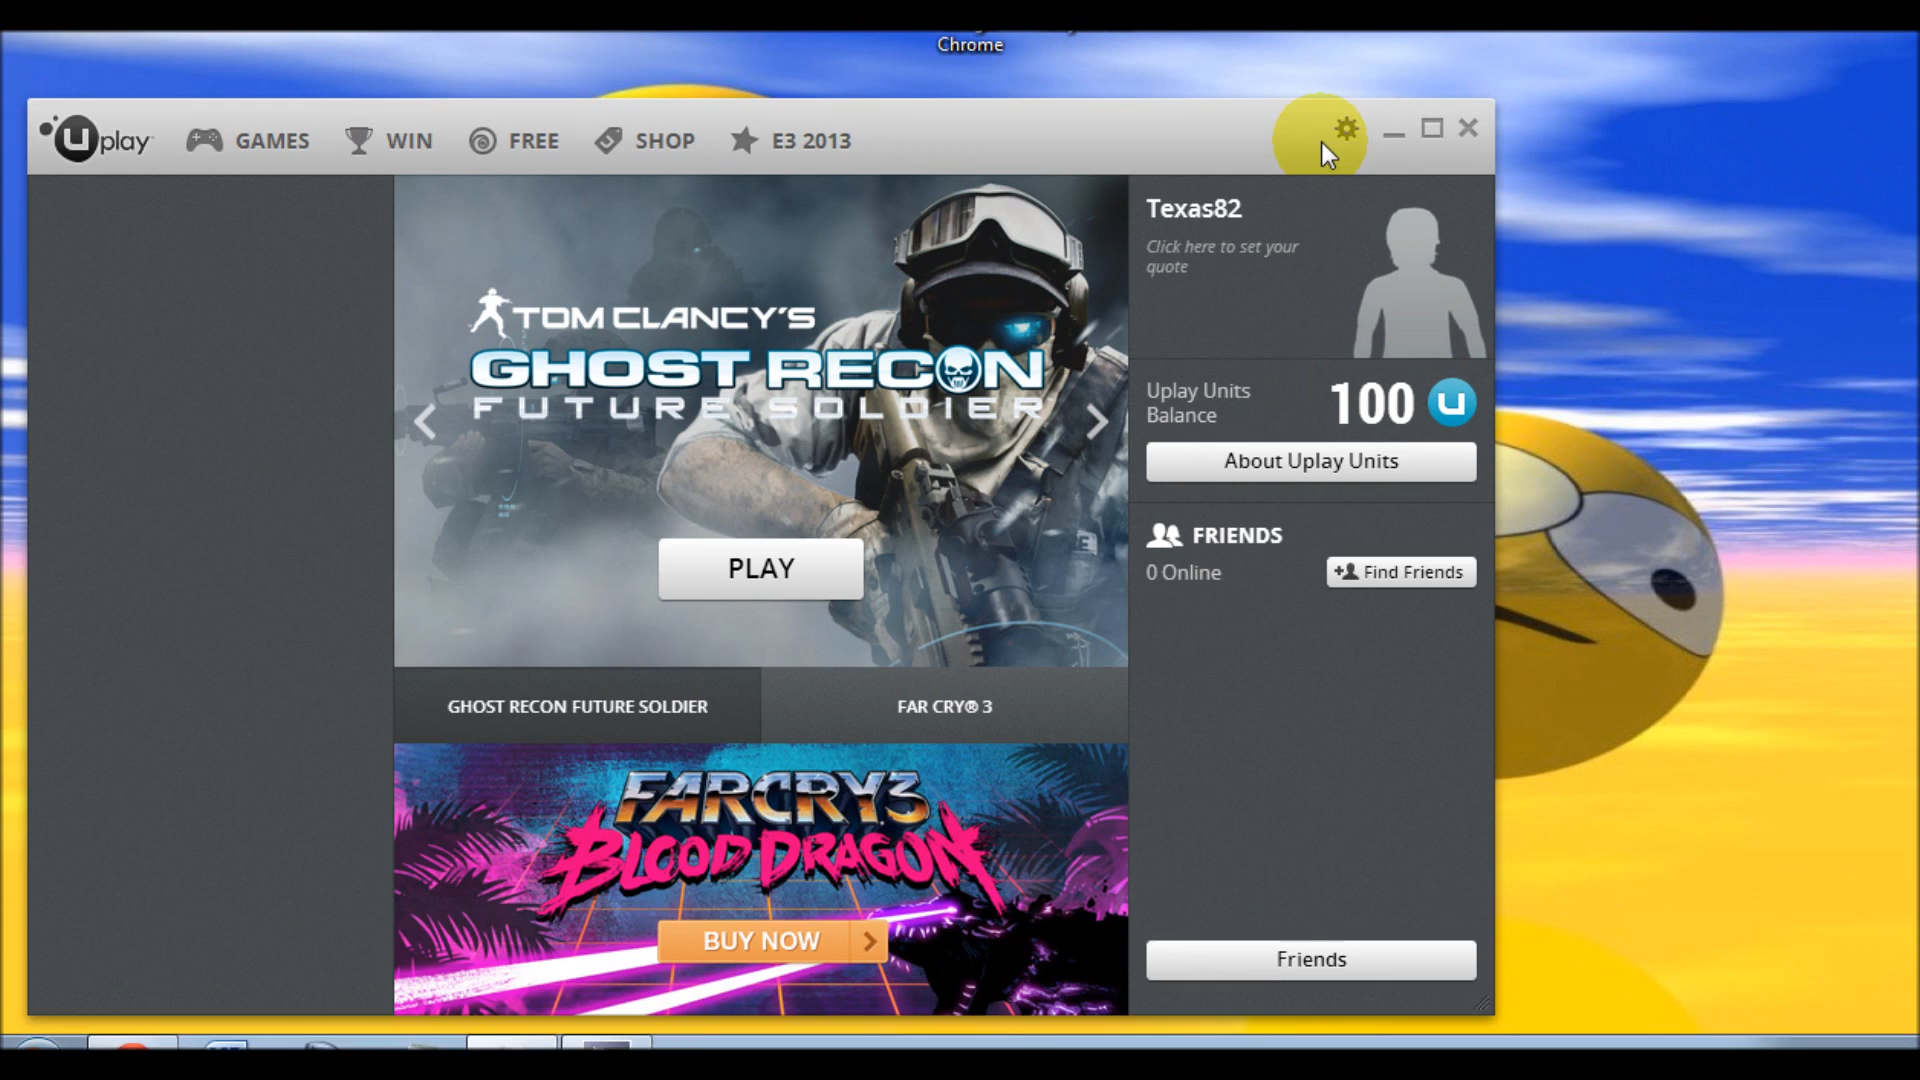 Chrome
Uplay
GAMES
WIN
FREE
SHOP
E3 2013
Texas82
Click here to set your
quote
TOM CLANCY'S
GHOST RECON
FUTURE SOLDIER
PLAY
Uplay Units
Balance
100
About Uplay Units
FRIENDS
0 Online
Find Friends
GHOST RECON FUTURE SOLDIER
FAR CRY® 3
FARCRY3
BLOOD DRAGON
BUY NOW
Friends